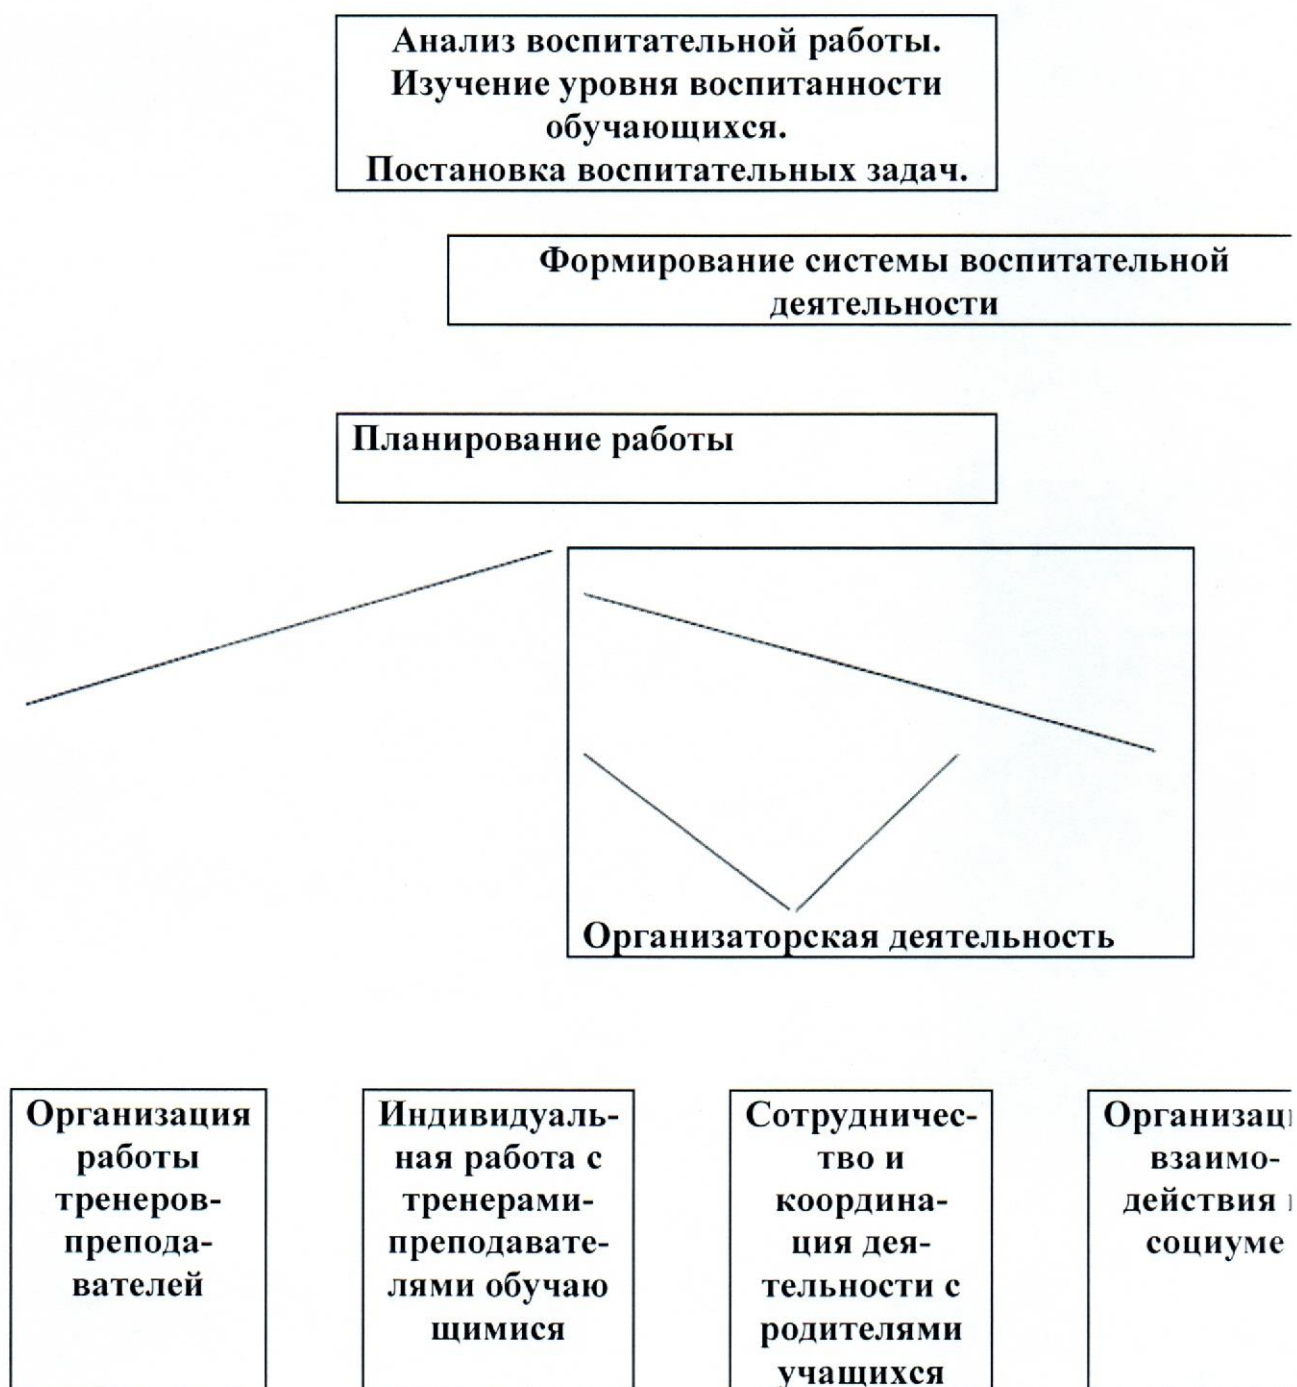 Анализ воспитательной работы.
Изучение уровня воспитанности
обучающихся.
Постановка воспитательных задач.
Формирование системы воспитательной
деятельности
Планирование работы
Организаторская деятельность
Организация
работы
тренеров-
препода-
вателей
Индивидуаль-
ная работа с
тренерами-
преподавате-
лями обучаю
щимися
Сотрудничес-
тво и
координа-
ция дея-
тельности с
родителями
учащихся
взаимо-
действия
социуме